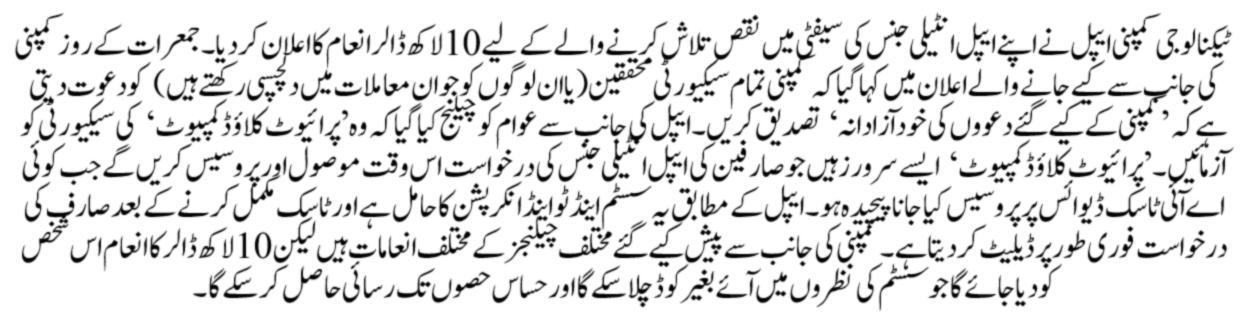 ٹیکنالوجی کمپنی ایپل نے اپنے ایپل انٹیلی جنس کی سیفٹی میں نقص تلاش کرنے والے کے لیے 10 لاکھ ڈالر انعام کا اعلان کر دیا۔ جمعرات کے روز کمپنی
کی جانب سے کیے جانے والے اعلان میں کہا گیا کہ کمپنی تمام سیکیورٹی محققین (یا ان لوگوں کو جو ان معاملات میں دلچسپی رکھتے ہیں) کو دعوت دیتی
ہے کہ ’کمپنی کے کیے گئے دعووں کی خود آزادانہ‘ تصدیق کریں۔ ایپل کی جانب سے عوام کو چیلنج کیا گیا کہ وہ ’پرائیوٹ کلاؤڈ کمپیوٹ‘ کی سیکیورٹی کو
آزمائیں۔ ’پرائیوٹ کلاؤڈ کمپیوٹ‘ ایسے سرورز ہیں جو صارفین کی ایپل انٹیلی جنس کی درخواست اس وقت موصول اور پروسیس کریں گے جب کوئی
اے آئی ٹاسک ڈیوائس پر پروسیس کیا جانا پیچیدہ ہو۔ ایپل کے مطابق یہ سسٹم اینڈ ٹو اینڈ انکرپشن کا حامل ہے اور ٹاسک مکمل کرنے کے بعد صارف کی
درخواست فوری طور پر ڈیلیٹ کر دیتا ہے۔ کمپنی کی جانب سے پیش کیے گئے مختلف چیلنجز کے مختلف انعامات ہیں لیکن 10 لاکھ ڈالر کا انعام اس شخص
کو دیا جائے گا جو سسٹم کی نظروں میں آئے بغیر کوڈ چلا سکے گا اور حساس حصوں تک رسائی حاصل کر سکے گا۔